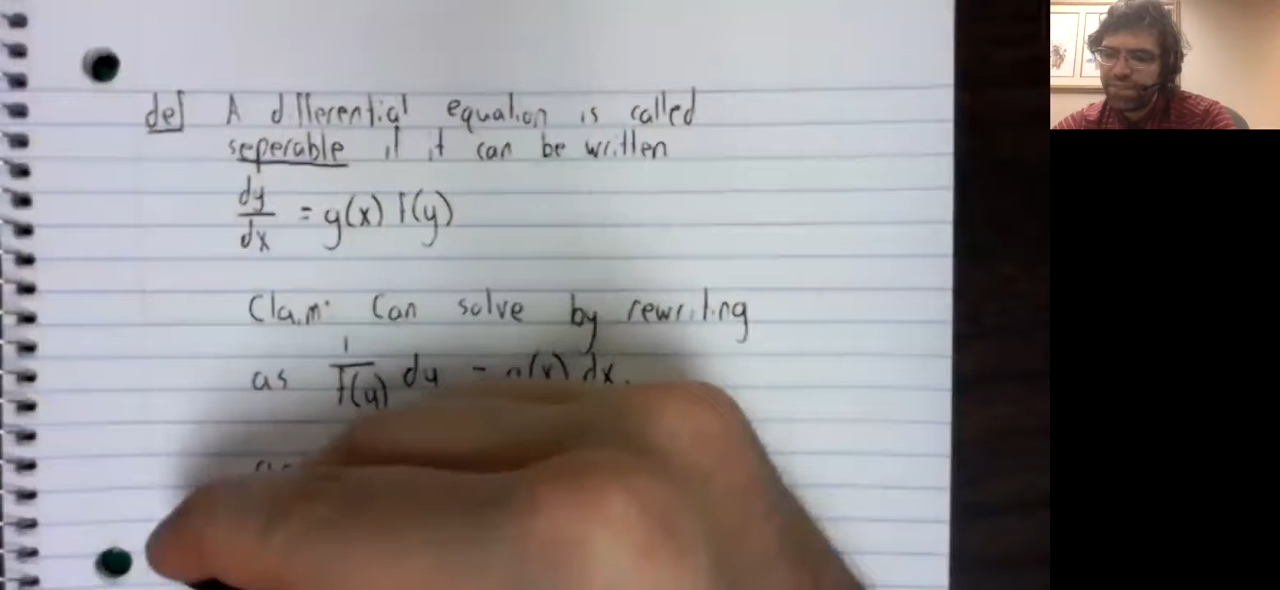 def A differential equation is called
seperable if it can be written
dy/dx = g(x) f(y)
Claim: Can solve by rewriting
as 1/f(y) dy = g(x) dx.